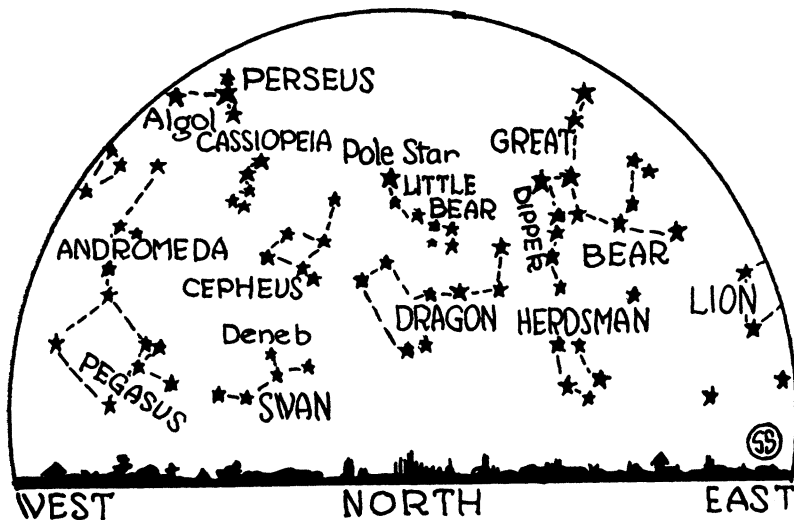 PERSEUS
Algol
CASSIOPEIA
Pole Star
GREAT
LITTLE
BEAR
DIPPER
ANDROMEDA
BEAR
CEPHEUS
LION
DRAGON
HERDSMAN
Deneb
PEGASUS
SWAN
SS
WEST NORTH EAST